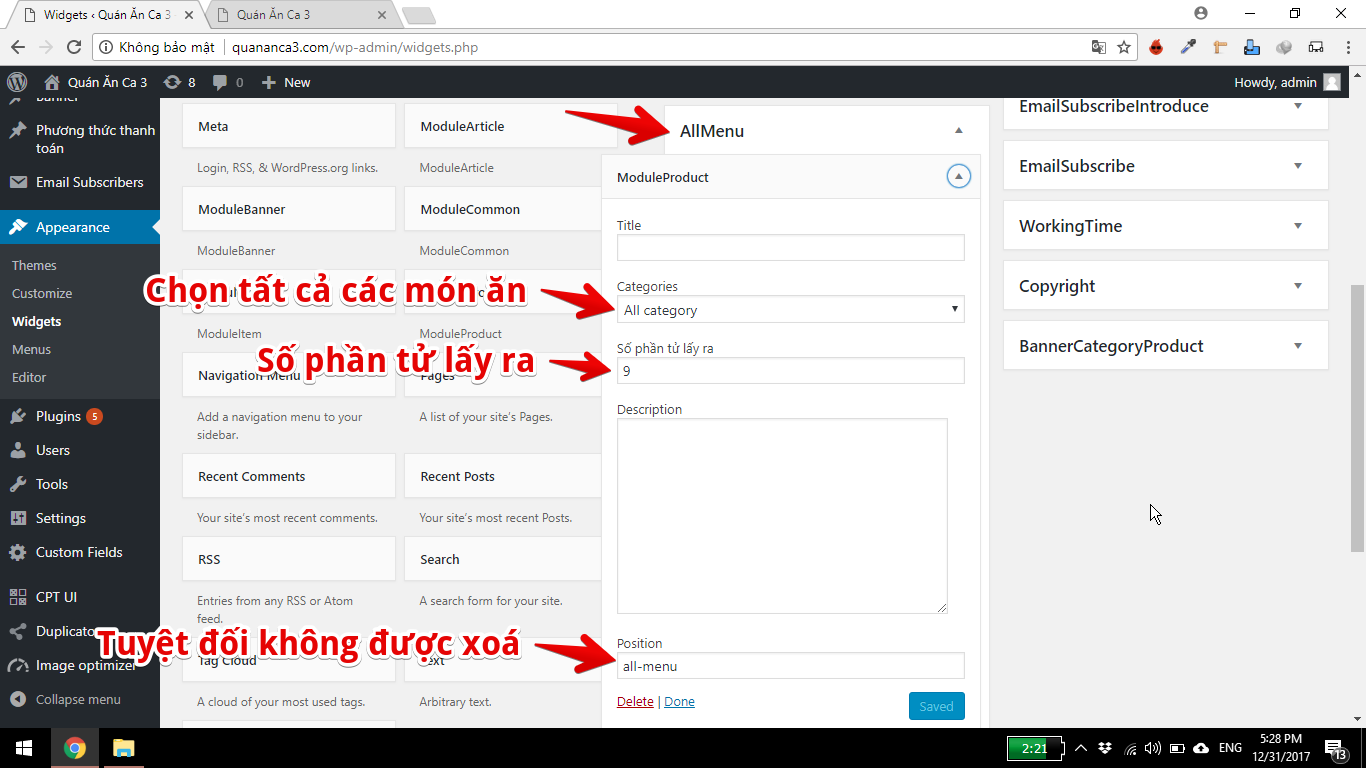 Widgets ‹ Quán Ăn Ca 3
Quán Ăn Ca 3
Không bảo mật
quananca3.com/wp-admin/widgets.php
Quán Ăn Ca 3
8
0
New
Howdy, admin
Banner
Phương thức thanh
toán
Email Subscribers
Appearance
Themes
Customize
Widgets
Menus
Editor
Plugins 5
Users
Tools
Settings
Custom Fields
CPT UI
Duplicato
Image optimizer
Collapse menu
Meta
Login, RSS, & WordPress.org links.
ModuleArticle
ModuleArticle
ModuleBanner
ModuleBanner
ModuleCommon
ModuleCommon
Chọn tất cả các món ăn
ModuleItem
ModuleProduct
Số phần tử lấy ra
Navigation Menu
Add a navigation menu to your
sidebar.
Pages
A list of your site's Pages.
Recent Comments
Your site's most recent comments.
Recent Posts
Your site's most recent Posts.
RSS
Entries from any RSS or Atom
feed.
Search
A search form for your site.
Tuyệt đối không được xoá
Tag Cloud
A cloud of your most used tags.
Text
Arbitrary text.
AllMenu
ModuleProduct
Title
Categories
All category
Số phần tử lấy ra
9
Description
Position
all-menu
Delete | Done
Saved
EmailSubscribeIntroduce
EmailSubscribe
WorkingTime
Copyright
BannerCategoryProduct
2:21
ENG
5:28 PM
12/31/2017
13